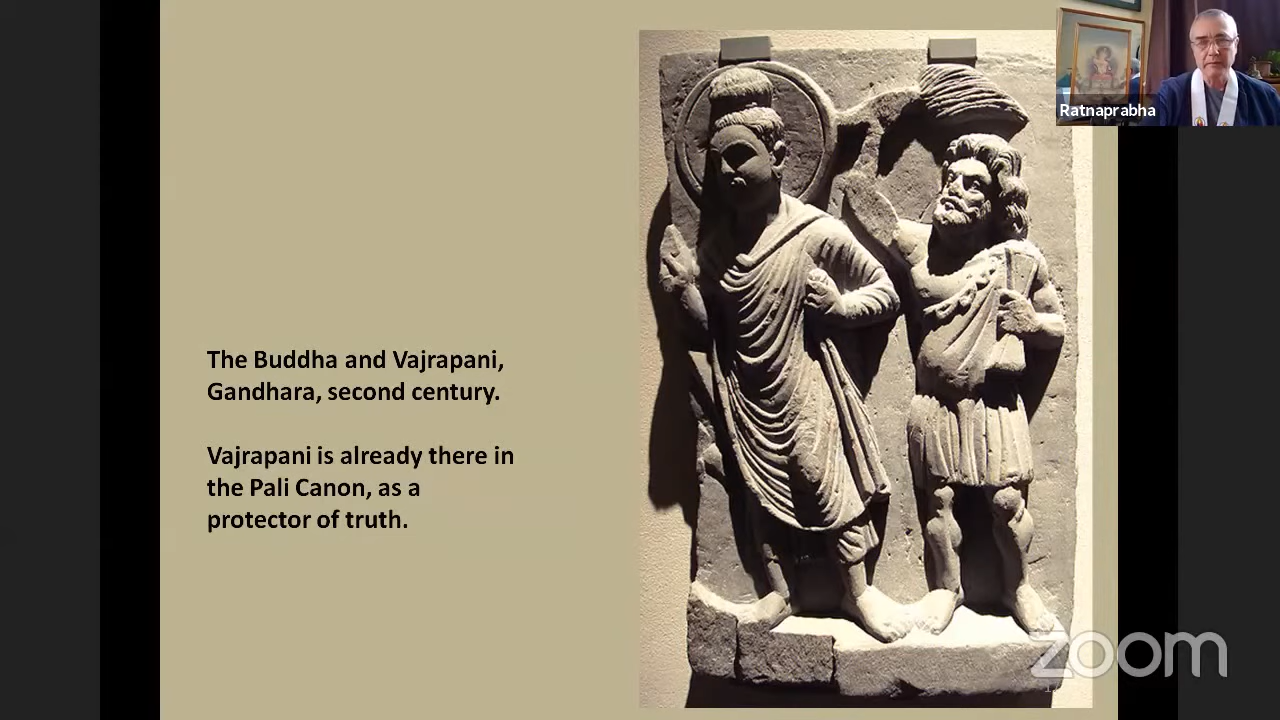 Ratnaprabha
The Buddha and Vajrapani,
Gandhara, second century.
Vajrapani is already there in
the Pali Canon, as a
protector of truth.
zoom